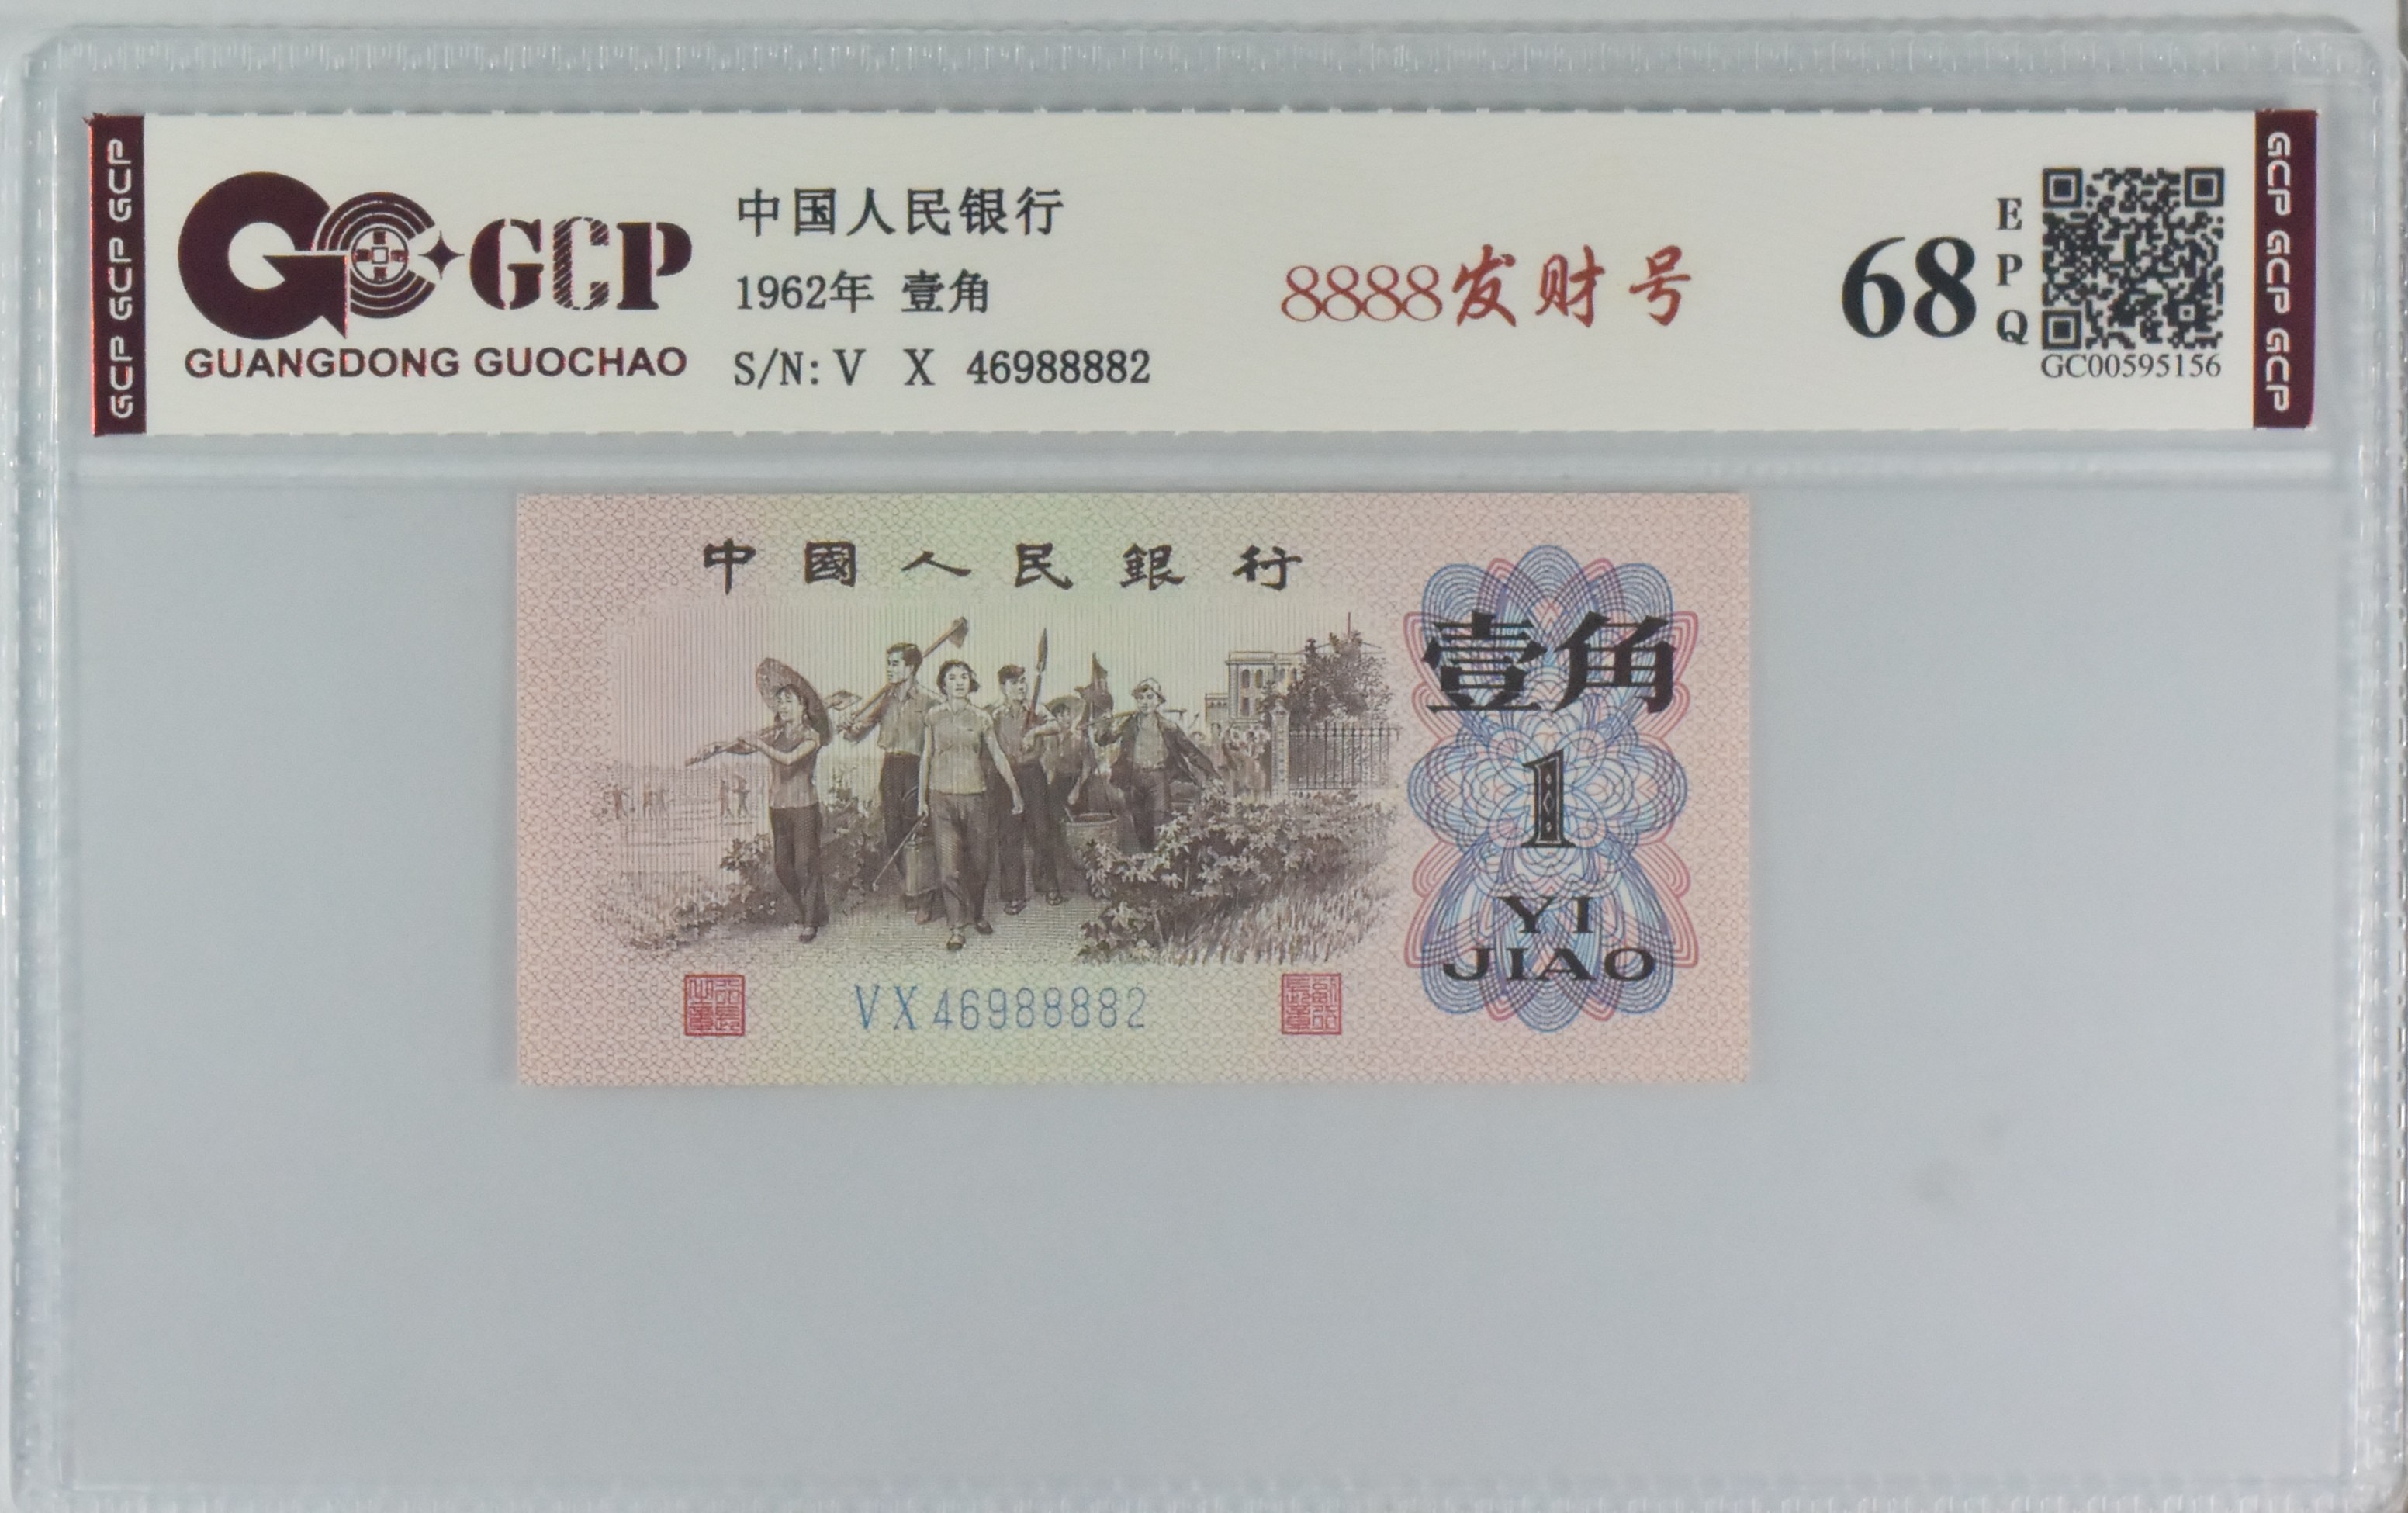 GCP GCP GCP
GCP
GUANGDONG GUOCHAO
中国人民银行
1962年 壹角
S/N: V X 46988882
8888发财号
68
E
P
Q
GC00595156
GCP GCP GCP
中國人民銀行
壹角
1
YI
JIAO
VX46988882